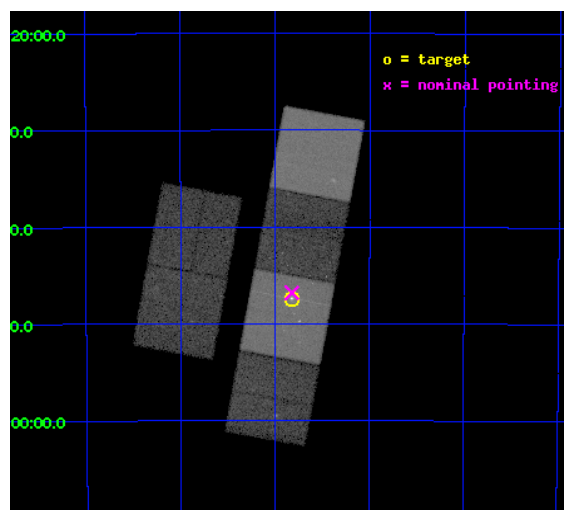 20:00.0
o = target
x = nominal pointing
0.0
0.0
0.0
00:00.0